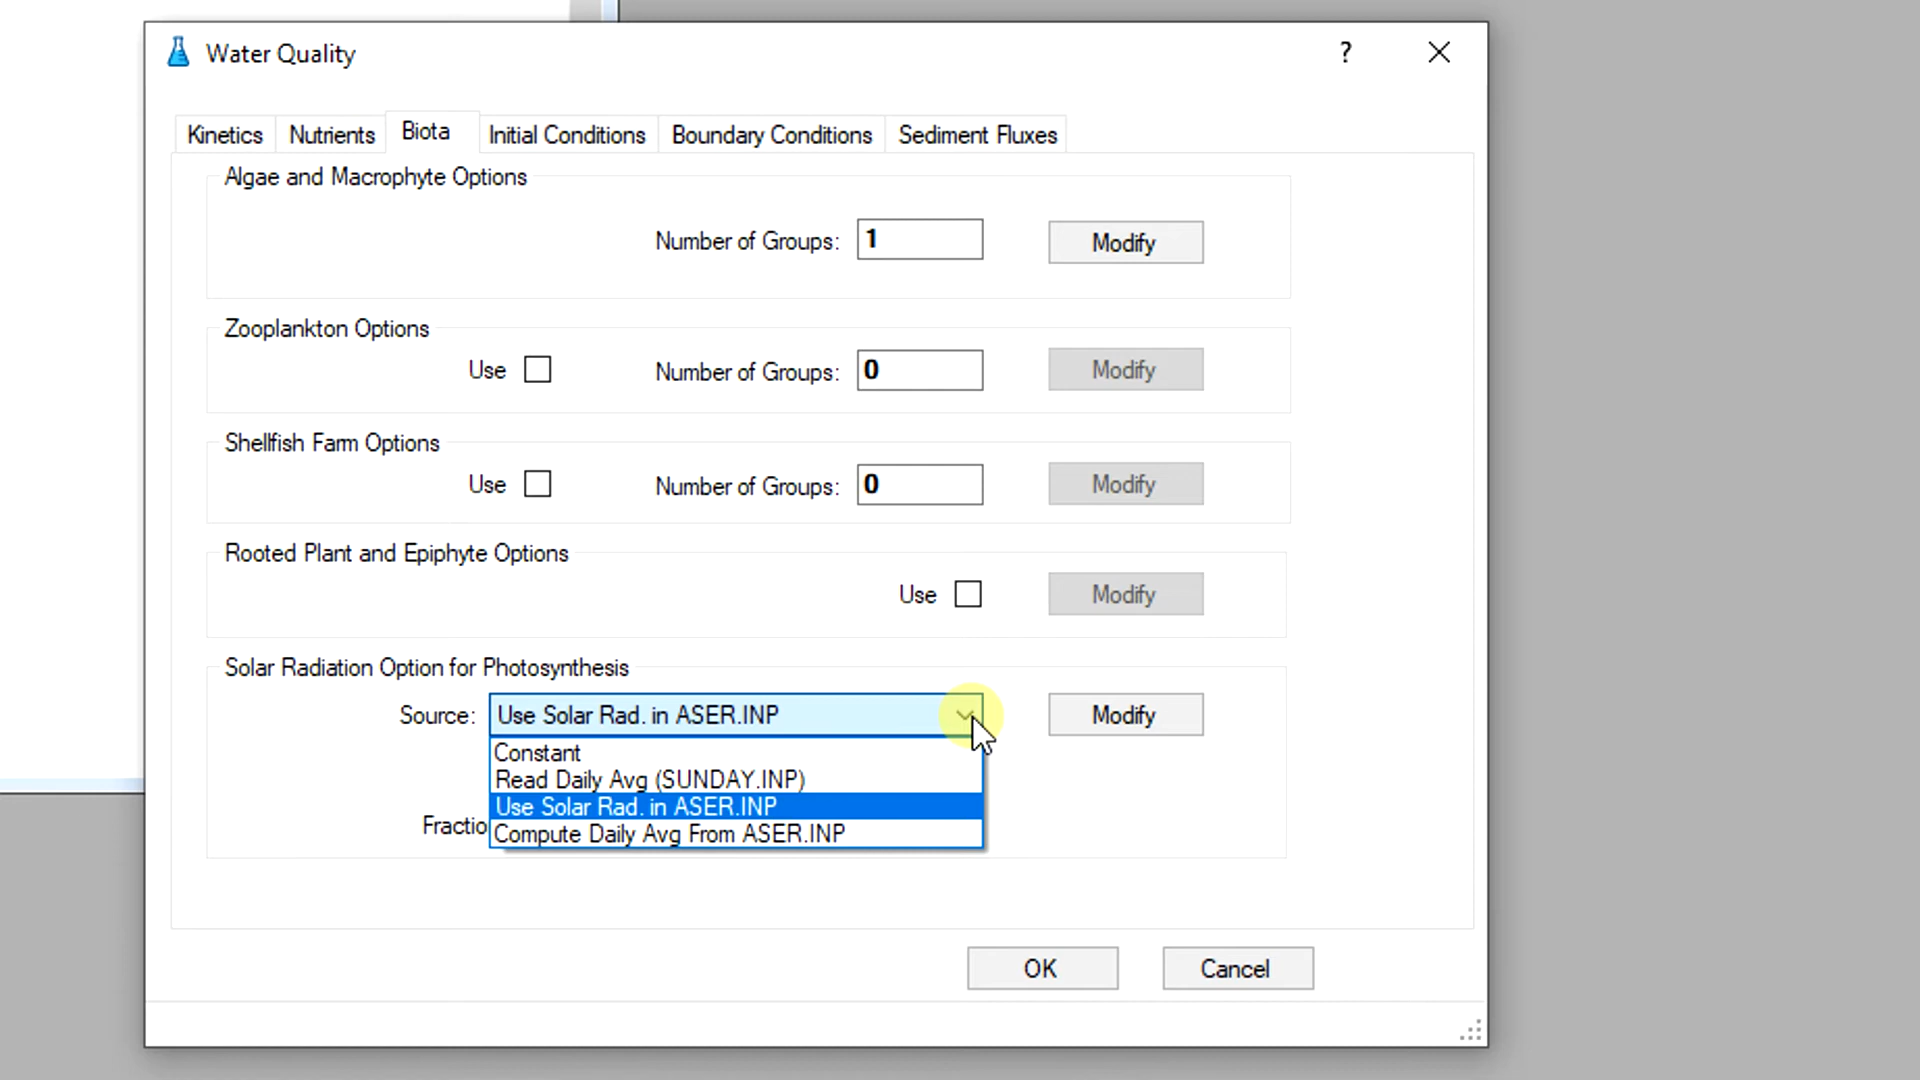 Water Quality ?
Kinetics Nutrients Biota Initial Conditions Boundary Conditions Sediment Fluxes
Algae and Macrophyte Options
Number of Groups: 1 Modify
Zooplankton Options
Use Number of Groups: 0 Modify
Shellfish Farm Options
Use Number of Groups: 0 Modify
Rooted Plant and Epiphyte Options
Use Modify
Solar Radiation Option for Photosynthesis
Source: Use Solar Rad. in ASER.INP Modify
Constant
Read Daily Avg (SUNDAY.INP)
Use Solar Rad. in ASER.INP
Fractio Compute Daily Avg From ASER.INP
OK Cancel